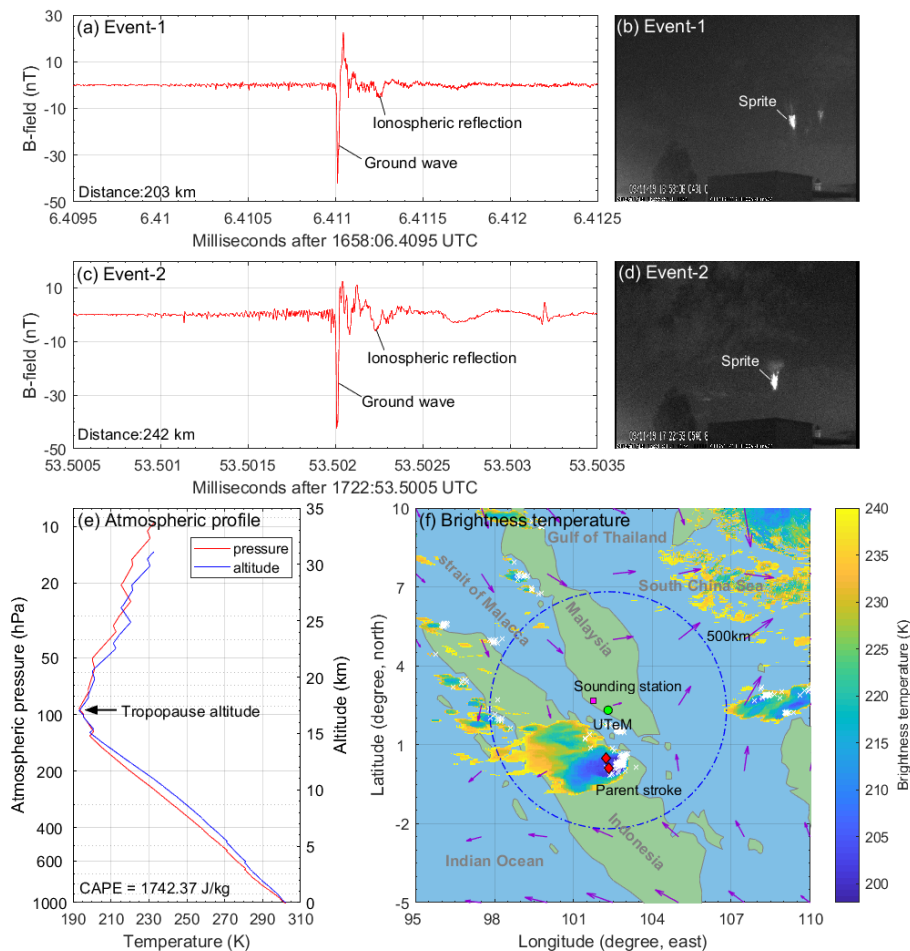 (a) Event-1
B-field (nT)
30
10
-10
-30
-50
Ionospheric reflection
Ground wave
Distance:203 km
6.4095 6.41 6.4105 6.411 6.4115 6.412 6.4125
Milliseconds after 1658:06.4095 UTC
(b) Event-1
Sprite
(c) Event-2
B-field (nT)
10
-10
-30
-50
Ionospheric reflection
Ground wave
Distance:242 km
53.5005 53.501 53.5015 53.502 53.5025 53.503 53.5035
Milliseconds after 1722:53.5005 UTC
(d) Event-2
Sprite
(e) Atmospheric profile
pressure
altitude
Tropopause altitude
CAPE = 1742.37 J/kg
Atmospheric pressure (hPa)
10
20
50
100
200
400
600
1000
Altitude (km)
35
30
25
20
15
10
5
0
190 210 230 250 270 290 310
Temperature (K)
(f) Brightness temperature
Gulf of Thailand
South China Sea
strait of Malacca
Malaysia
500km
Sounding station
UTeM
Parent stroke
Indonesia
Indian Ocean
Latitude (degree, north)
10
7
4
1
-2
-5
95 98 101 104 107 110
Longitude (degree, east)
Brightness temperature (K)
240
235
230
225
220
215
210
205
200